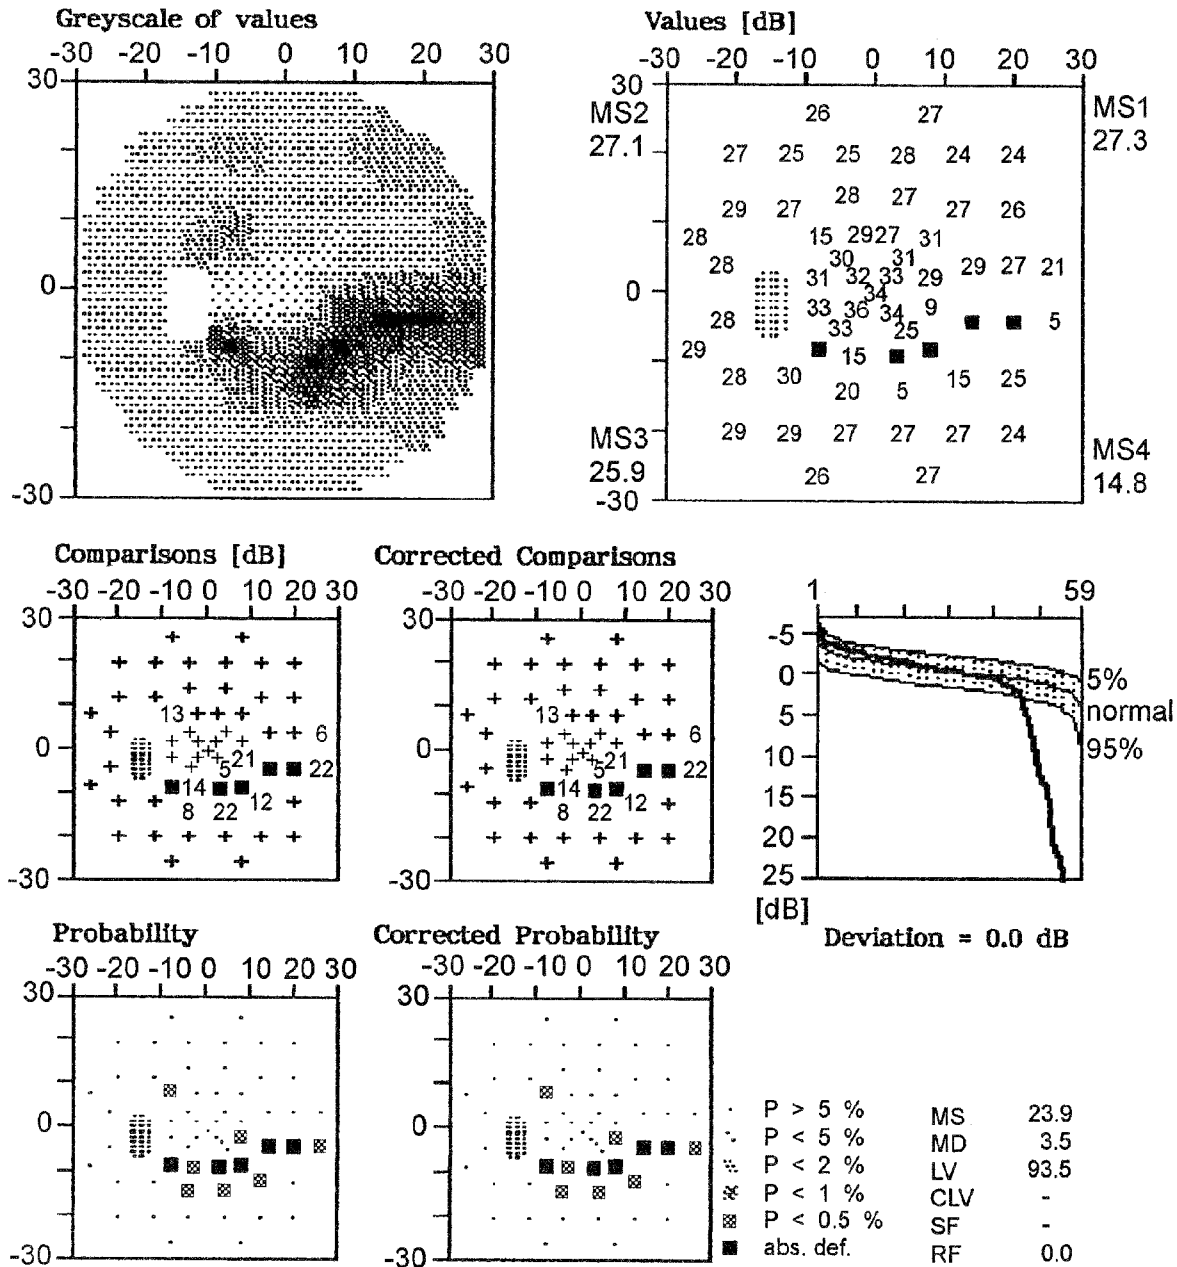 Greyscale of values
-30 -20 -10 0 10 20 30
30
0
-30
Values [dB]
-30 -20 -10 0 10 20 30
30
0
-30
MS2
27.1
MS1
27.3
MS3
25.9
MS4
14.8
26 27
27 25 25 28 24 24
28 27
29 27 27 26
28 15 29 27 31
30 31
28 29 27 21
31 32 33 29
34
33 36 34 9
28 5
33 25
29 15
28 30 15 25
20 5
29 29 27 27 27 24
26 27
Comparisons [dB]
-30 -20 -10 0 10 20 30
30
0
-30
13
6
21
5 22
14
12
8 22
Corrected Comparisons
-30 -20 -10 0 10 20 30
30
0
-30
13
6
21
5 22
14
12
8 22
1 59
-5
0
5
10
15
20
25
[dB]
5%
normal
95%
Deviation = 0.0 dB
Probability
-30 -20 -10 0 10 20 30
30
0
-30
Corrected Probability
-30 -20 -10 0 10 20 30
30
0
-30
P > 5 %
P < 5 %
P < 2 %
P < 1 %
P < 0.5 %
abs. def.
MS 23.9
MD 3.5
LV 93.5
CLV -
SF -
RF 0.0